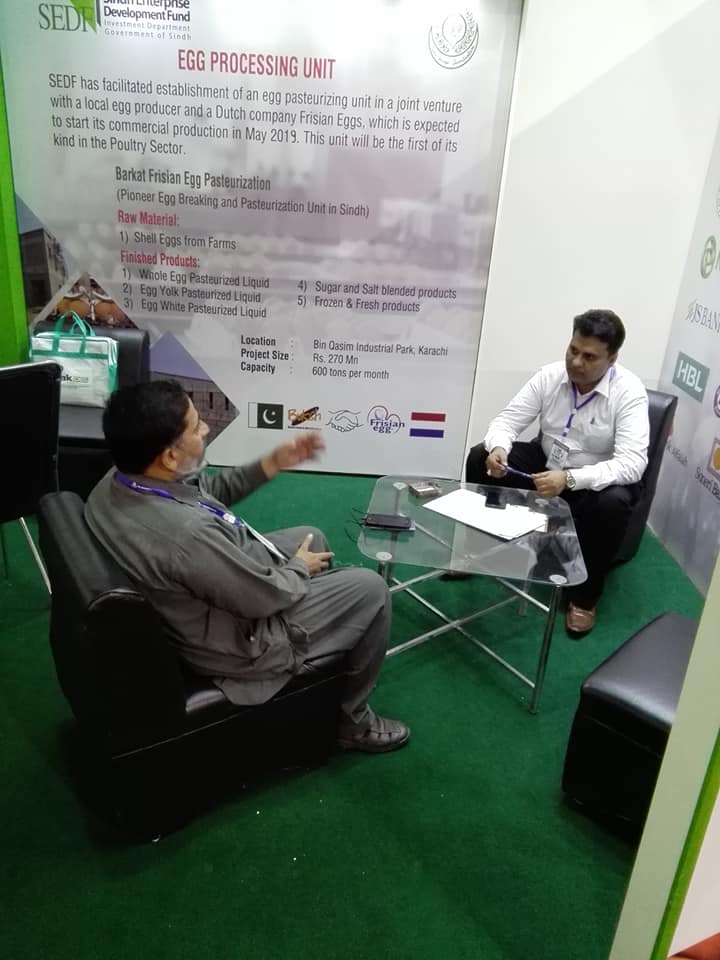 SEDF
Sindh Enterprise
Development Fund
Investment Department
Government of Sindh
EGG PROCESSING UNIT
SEDF has facilitated establishment of an egg pasteurizing unit in a joint venture
with a local egg producer and a Dutch company Frisian Eggs, which is expected
to start its commercial production in May 2019. This unit will be the first of its
kind in the Poultry Sector.
Barkat Frisian Egg Pasteurization
(Pioneer Egg Breaking and Pasteurization Unit in Sindh)
Raw Material:
1) Shell Eggs from Farms
Finished Products:
1) Whole Egg Pasteurized Liquid
2) Egg Yolk Pasteurized Liquid
3) Egg White Pasteurized Liquid
4) Sugar and Salt blended products
5) Frozen & Fresh products
Location : Bin Qasim Industrial Park, Karachi
Project Size : Rs. 270 Mn
Capacity : 600 tons per month
Frisian
egg
JS BANK
HBL